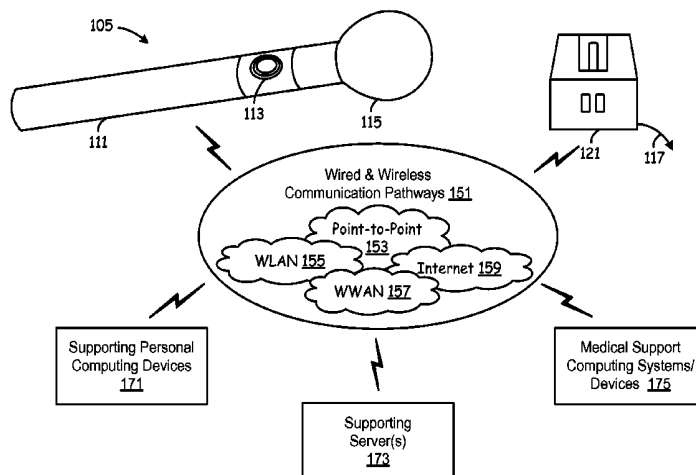 105
113
111
115
121
117
Wired & Wireless
Communication Pathways 151
Point-to-Point
153
WLAN 155
Internet 159
WWAN 157
Supporting Personal
Computing Devices
171
Supporting
Server(s)
173
Medical Support
Computing Systems/
Devices 175